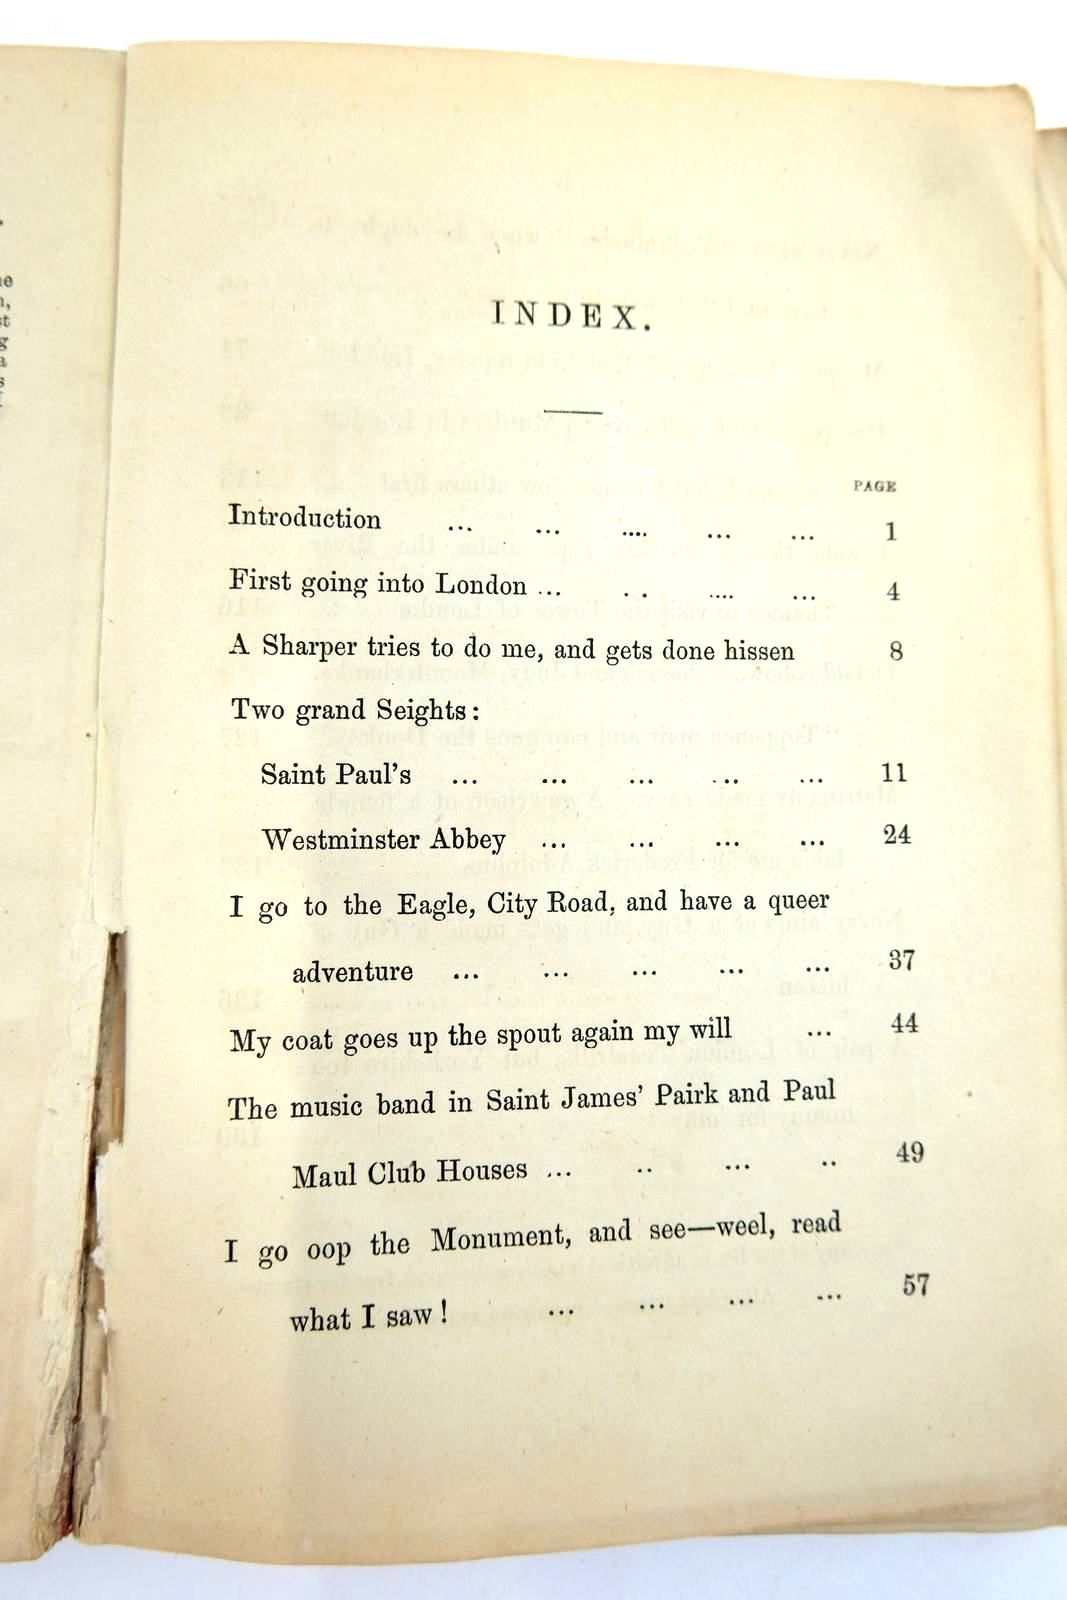 INDEX.
PAGE
Introduction ... ... .... ... ... 1
First going into London ... .. .... ... 4
A Sharper tries to do me, and gets done hissen 8
Two grand Seights:
Saint Paul's ... ... ... ... ... 11
Westminster Abbey ... ... ... ... 24
I go to the Eagle, City Road, and have a queer
adventure ... ... ... ... ... 37
My coat goes up the spout again my will ... 44
The music band in Saint James' Pairk and Paul
Maul Club Houses ... .. ... .. 49
I go oop the Monument, and see—weel, read
what I saw! ... ... ... ... 57